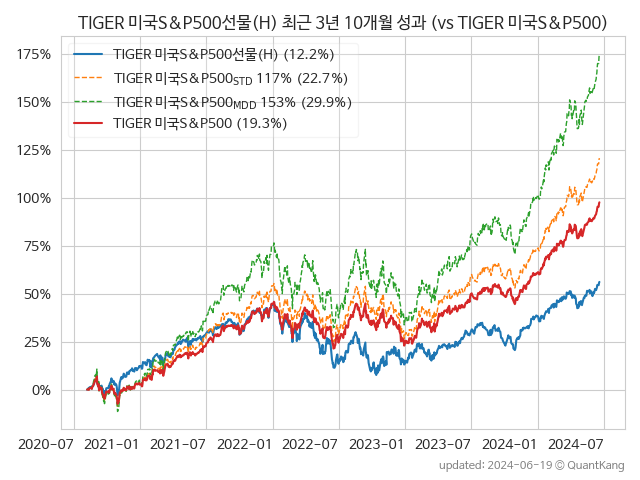 TIGER 미국S&P500선물(H) 최근 3년 10개월 성과 (vs TIGER 미국S&P500)
TIGER 미국S&P500선물(H) (12.2%)
TIGER 미국S&P500STD 117% (22.7%)
TIGER 미국S&P500MDD 153% (29.9%)
TIGER 미국S&P500 (19.3%)
175%
150%
125%
100%
75%
50%
25%
0%
2020-07 2021-01 2021-07 2022-01 2022-07 2023-01 2023-07 2024-01 2024-07
updated: 2024-06-19 © QuantKang